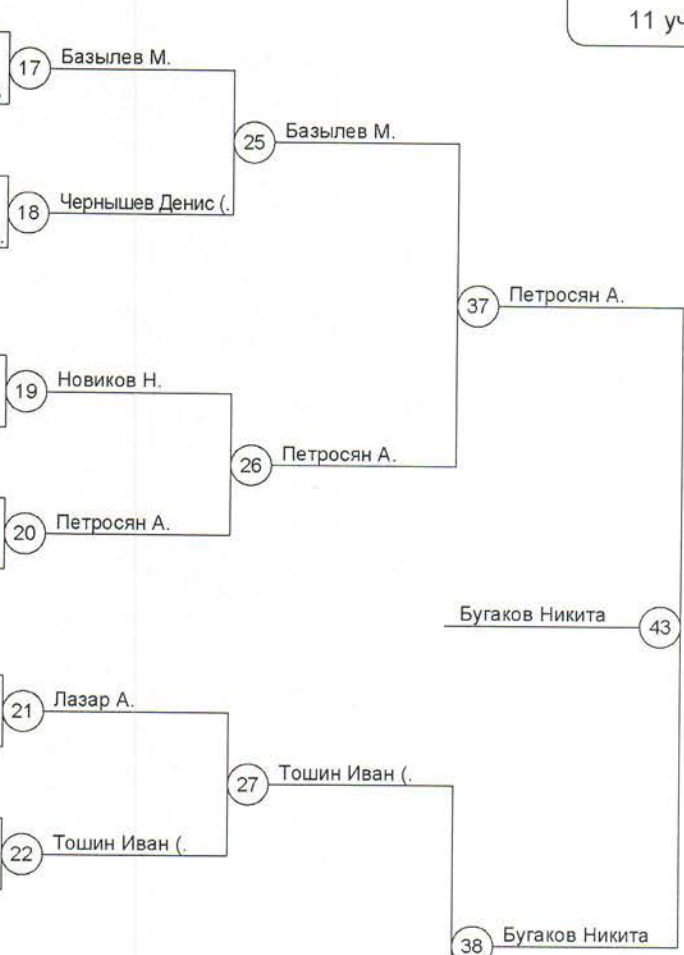 11 уч
17 Базылев М.
25 Базылев М.
18 Чернышев Денис (.
37 Петросян А.
19 Новиков Н.
26 Петросян А.
20 Петросян А.
Бугаков Никита 43
21 Лазар А.
27 Тошин Иван (.
22 Тошин Иван (.
38 Бугаков Никита